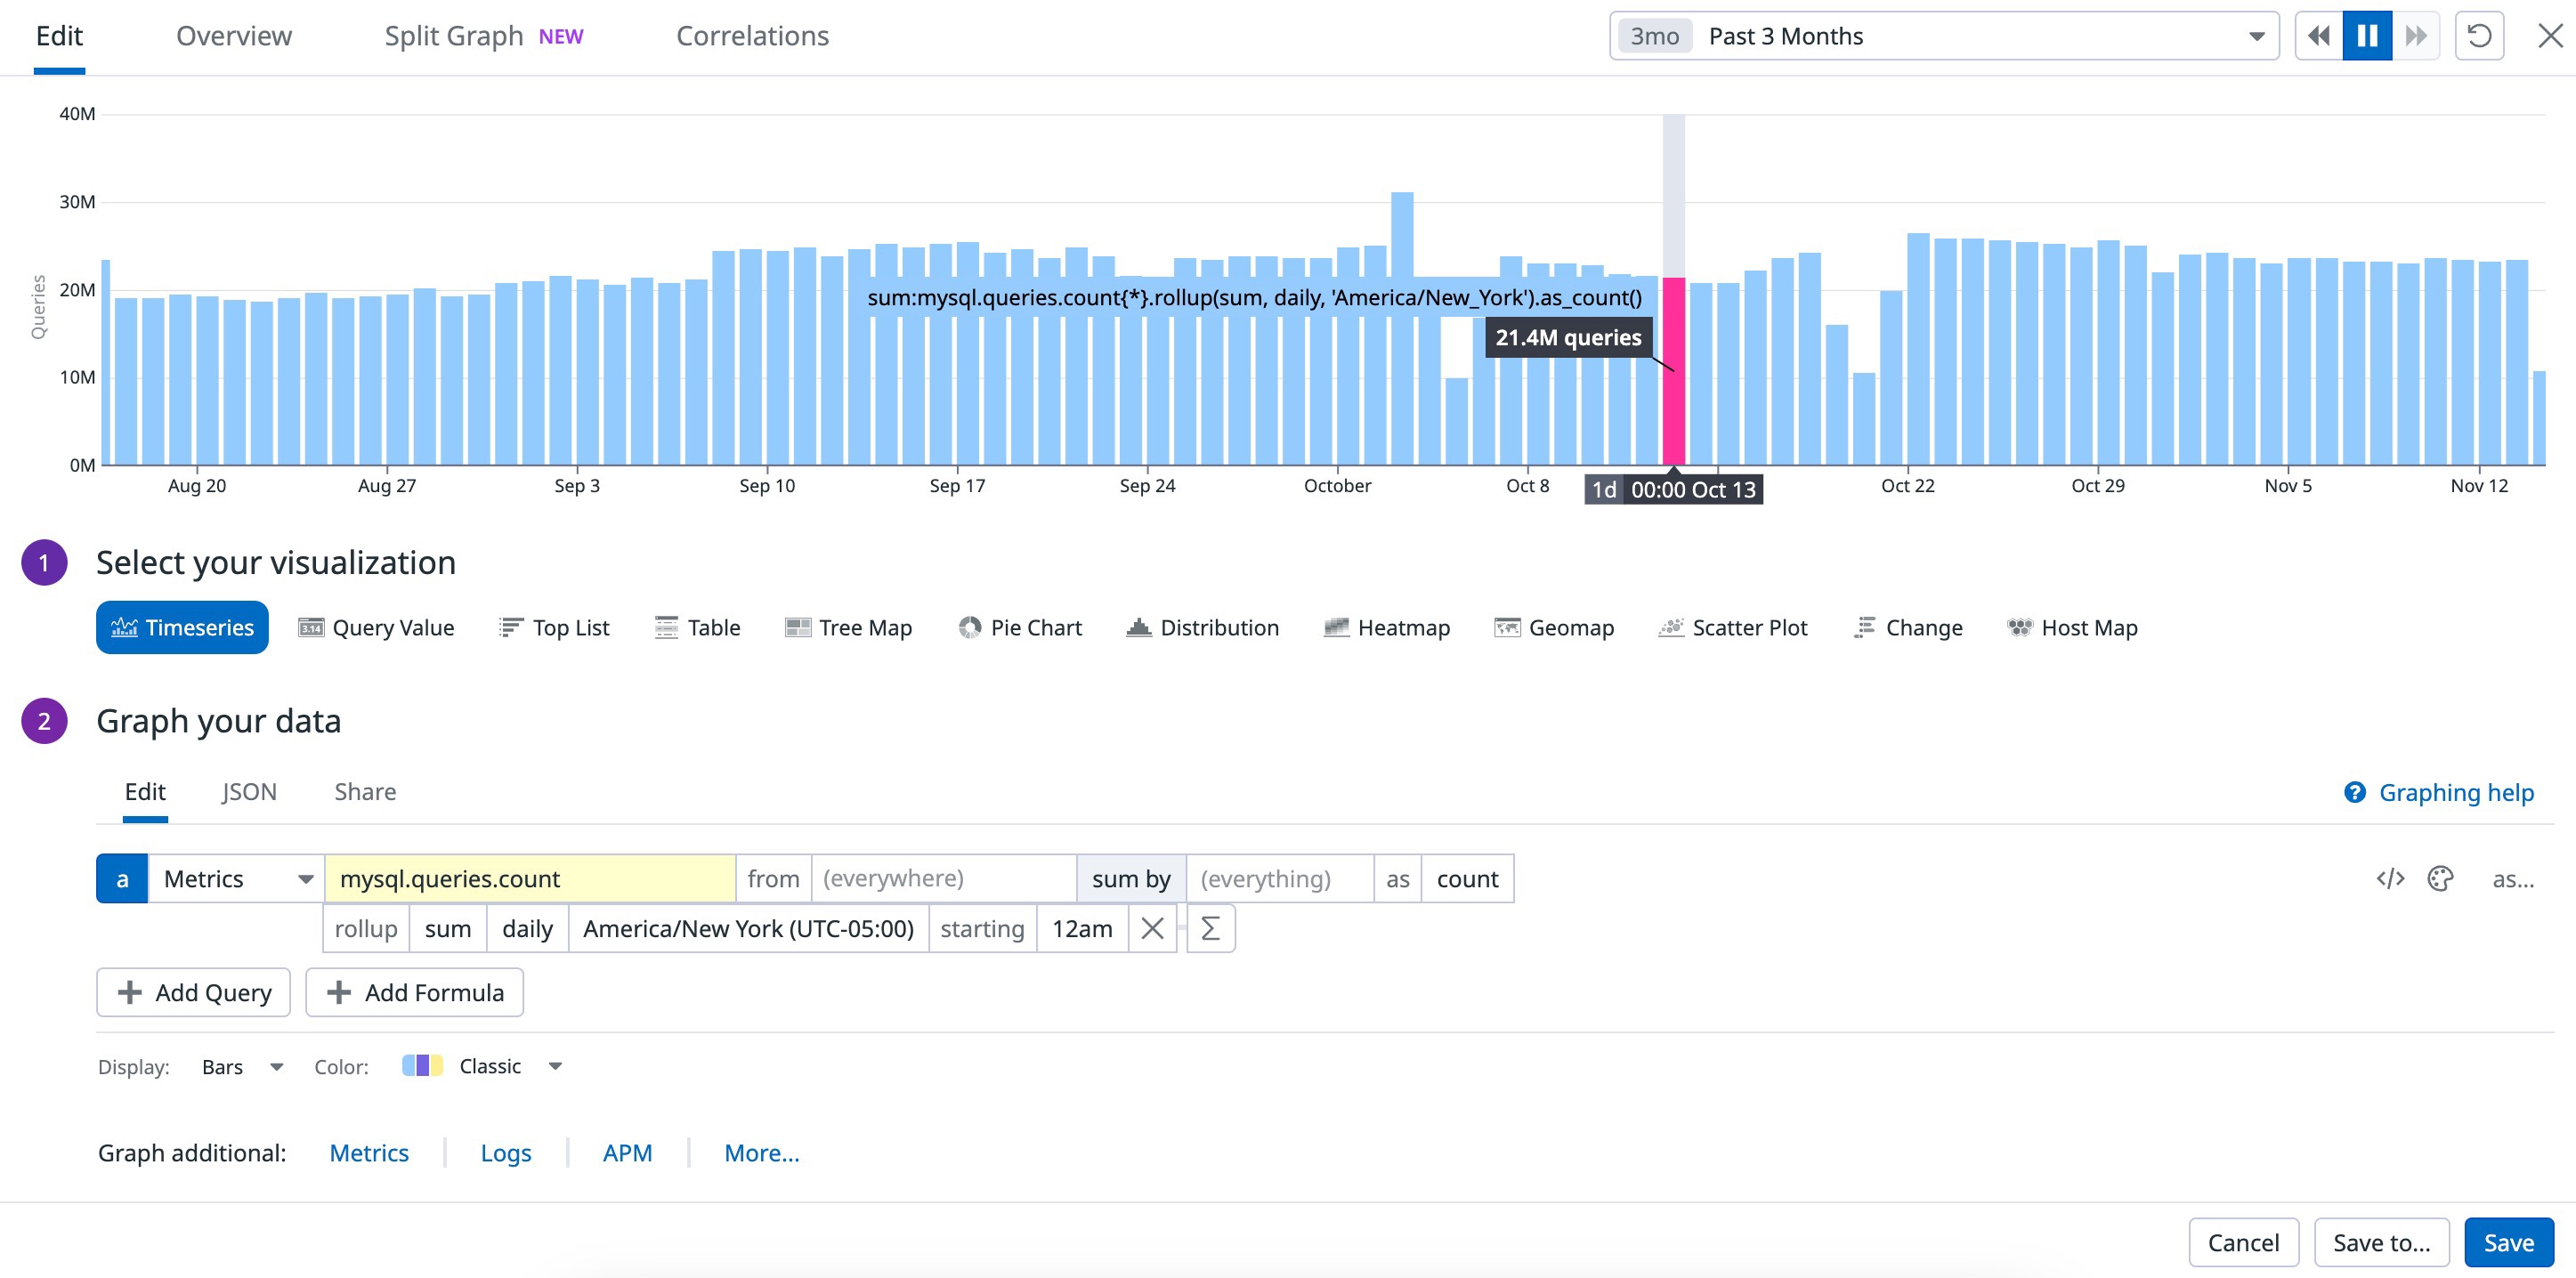 Edit Overview Split Graph NEW Correlations 3mo Past 3 Months
40M
30M
20M
10M
0M
Queries
sum:mysql.queries.count{*}.rollup(sum, daily, 'America/New_York').as_count()
21.4M queries
Aug 20 Aug 27 Sep 3 Sep 10 Sep 17 Sep 24 October Oct 8 1d 00:00 Oct 13 Oct 22 Oct 29 Nov 5 Nov 12
1 Select your visualization
Timeseries 3.14 Query Value Top List Table Tree Map Pie Chart Distribution Heatmap Geomap Scatter Plot Change Host Map
2 Graph your data
Edit JSON Share ? Graphing help
a Metrics mysql.queries.count from (everywhere) sum by (everything) as count </> as...
rollup sum daily America/New York (UTC-05:00) starting 12am Σ
Add Query Add Formula
Display: Bars Color: Classic
Graph additional: Metrics Logs APM More...
Cancel Save to... Save